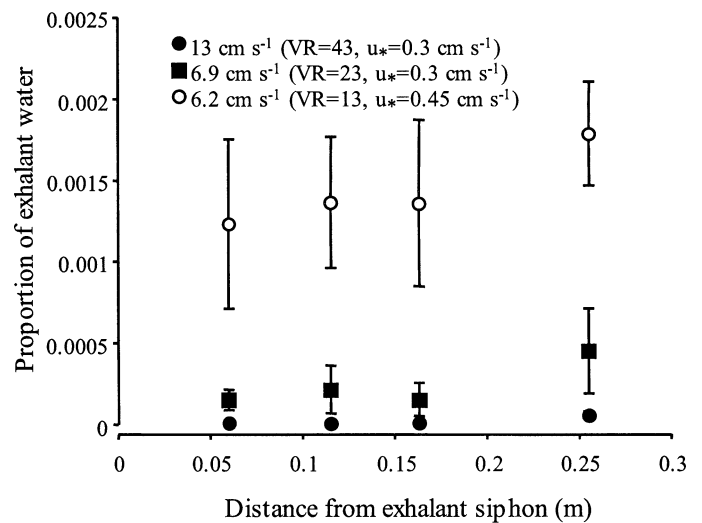 0.0025
13 cm s-1 (VR=43, u*=0.3 cm s-1)
6.9 cm s-1 (VR=23, u*=0.3 cm s-1)
6.2 cm s-1 (VR=13, u*=0.45 cm s-1)
0.002
0.0015
0.001
0.0005
0
Proportion of exhalant water
0 0.05 0.1 0.15 0.2 0.25 0.3
Distance from exhalant siphon (m)